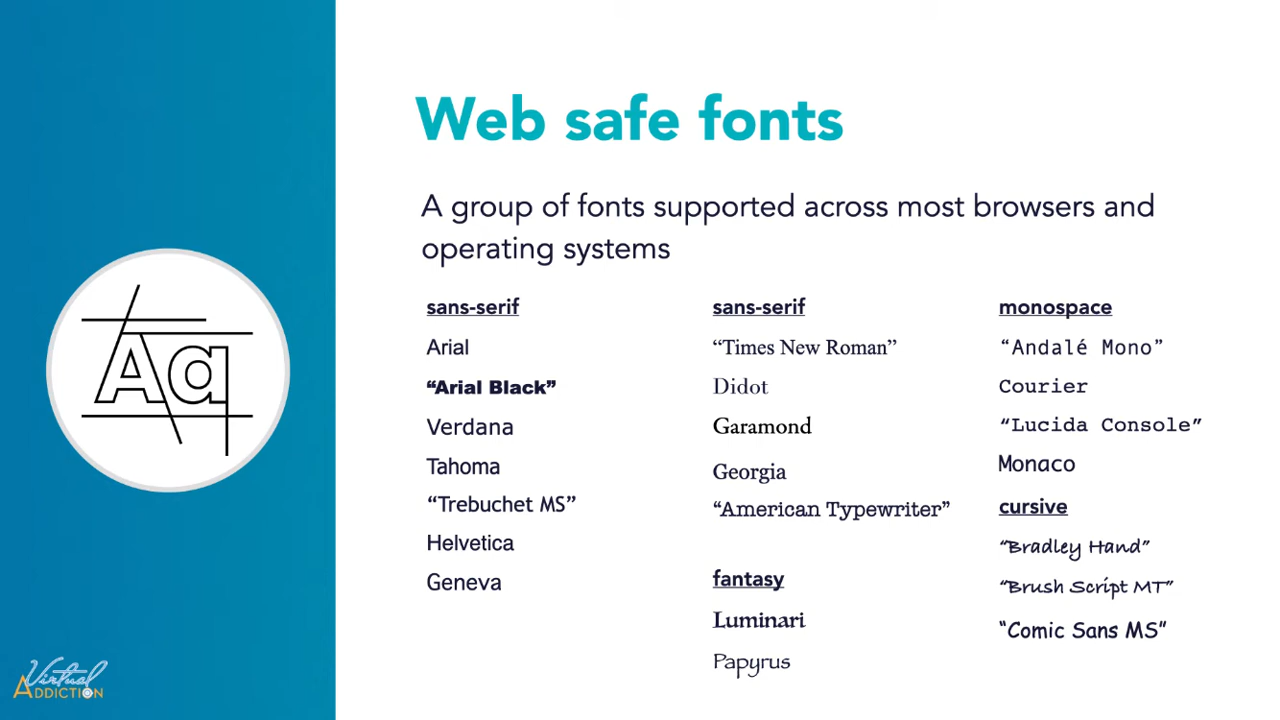 Web safe fonts
A group of fonts supported across most browsers and
operating systems
sans-serif
Arial
“Arial Black”
Verdana
Tahoma
“Trebuchet MS”
Helvetica
Geneva
sans-serif
“Times New Roman”
Didot
Garamond
Georgia
“American Typewriter”
fantasy
Luminari
Papyrus
monospace
“Andalé Mono”
Courier
“Lucida Console”
Monaco
cursive
“Bradley Hand”
“Brush Script MT”
“Comic Sans MS”
Aa
Virtual
ADDICTION